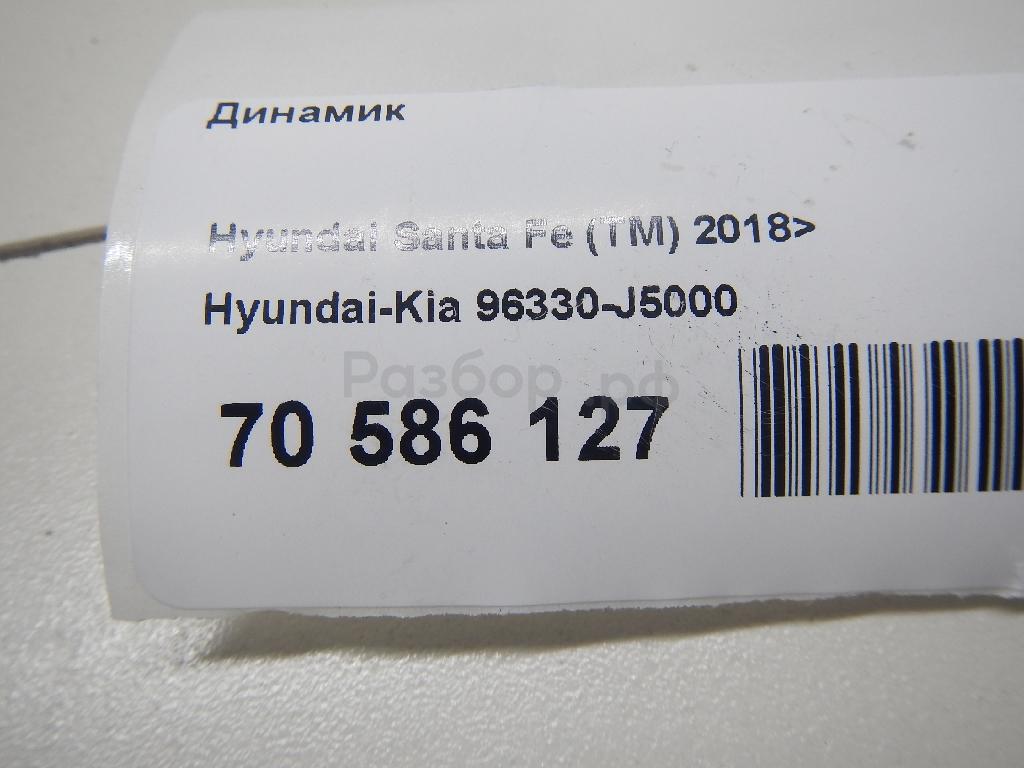 Динамик
Hyundai Santa Fe (TM) 2018>
Hyundai-Kia 96330-J5000
Разбор.рф
70 586 127